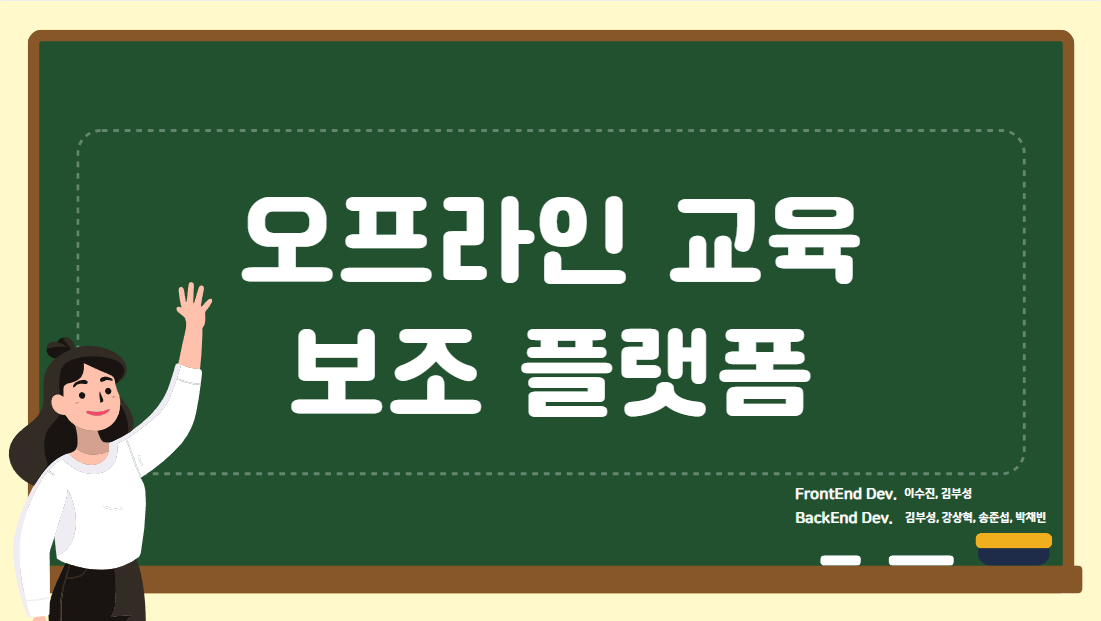 오프라인 교육
보조 플랫폼
FrontEnd Dev. 이수진, 김부성
BackEnd Dev. 김부성, 강상혁, 송준섭, 박채빈